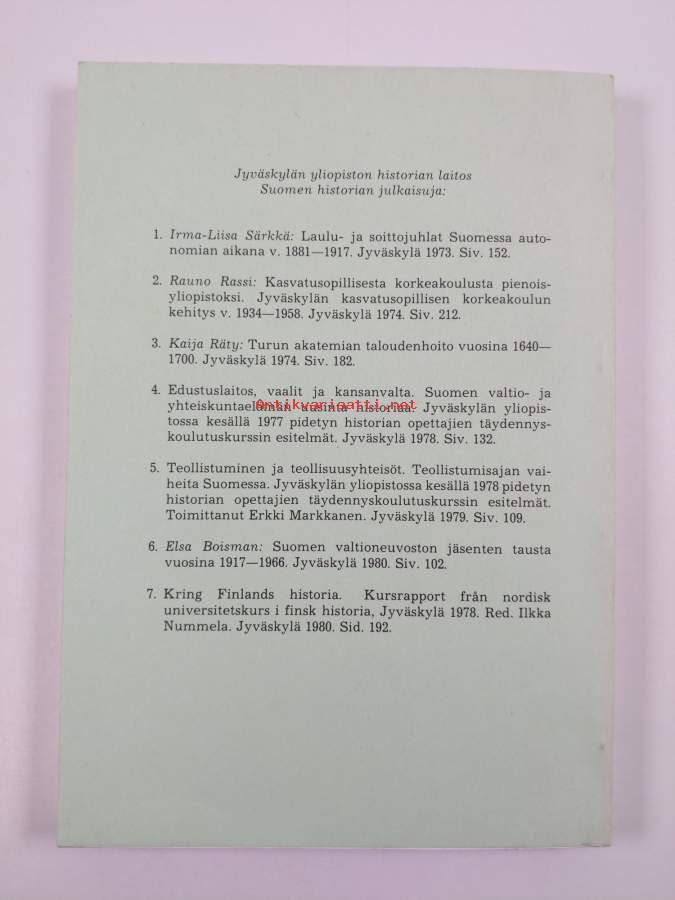 Jyväskylän yliopiston historian laitos
Suomen historian julkaisuja:
1. Irma-Liisa Särkkä: Laulu- ja soittojuhlat Suomessa auto-
nomian aikana v. 1881—1917. Jyväskylä 1973. Siv. 152.
2. Rauno Rassi: Kasvatusopillisesta korkeakoulusta pienois-
yliopistoksi. Jyväskylän kasvatusopillisen korkeakoulun
kehitys v. 1934—1958. Jyväskylä 1974. Siv. 212.
3. Kaija Räty: Turun akatemian taloudenhoito vuosina 1640—
1700. Jyväskylä 1974. Siv. 182.
4. Edustuslaitos, vaalit ja kansanvalta. Suomen valtio- ja
Antikvariaatti.net
yhteiskuntaelämän uusinta historiaa. Jyväskylän yliopis-
tossa kesällä 1977 pidetyn historian opettajien täydennys-
koulutuskurssin esitelmät. Jyväskylä 1978. Siv. 132.
5. Teollistuminen ja teollisuusyhteisöt. Teollistumisajan vai-
heita Suomessa. Jyväskylän yliopistossa kesällä 1978 pidetyn
historian opettajien täydennyskoulutuskurssin esitelmät.
Toimittanut Erkki Markkanen. Jyväskylä 1979. Siv. 109.
6. Elsa Boisman: Suomen valtioneuvoston jäsenten tausta
vuosina 1917—1966. Jyväskylä 1980. Siv. 102.
7. Kring Finlands historia. Kursrapport från nordisk
universitetskurs i finsk historia, Jyväskylä 1978. Red. Ilkka
Nummela. Jyväskylä 1980. Sid. 192.